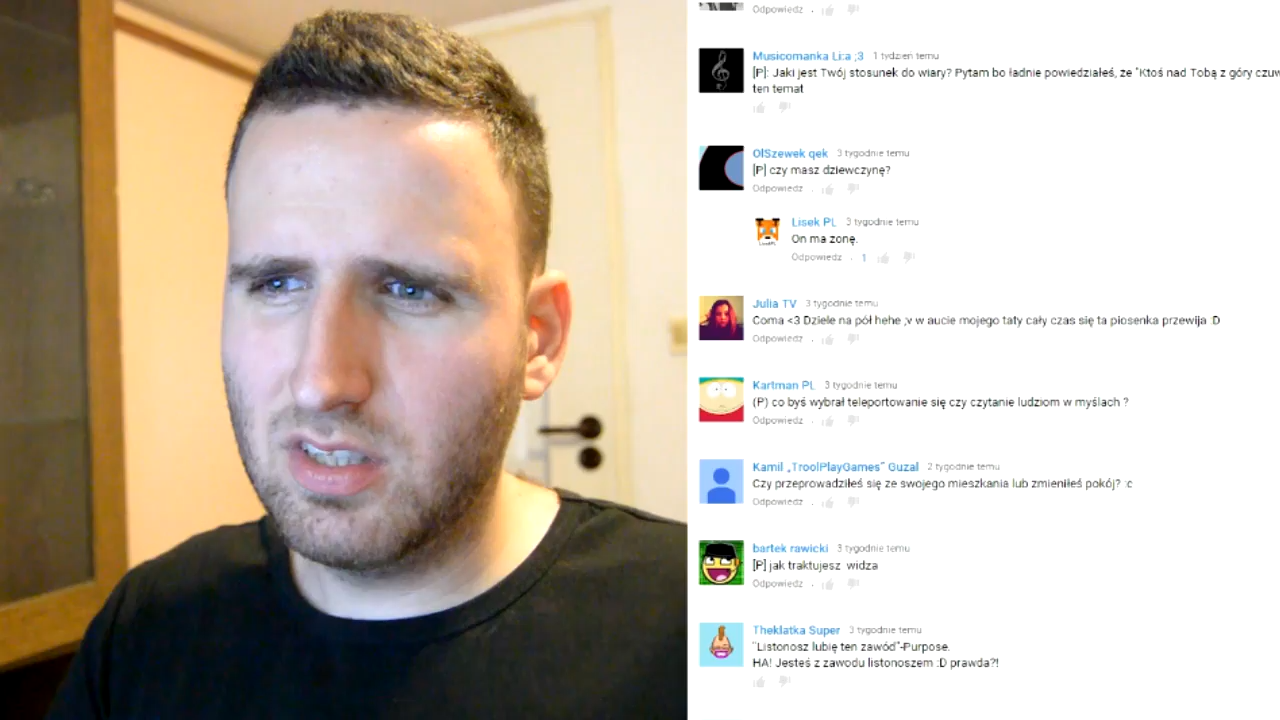 Odpowiedz
Musicomanka Li:a ;3 1 tydzień temu
[P]: Jaki jest Twój stosunek do wiary? Pytam bo ładnie powiedziałeś, że "Ktoś nad Tobą z góry czuw
ten temat
OlSzewek qek 3 tygodnie temu
[P] czy masz dziewczynę?
Odpowiedz
Lisek PL 3 tygodnie temu
On ma zonę.
Odpowiedz 1
Julia TV 3 tygodnie temu
Coma <3 Dziele na pół hehe ;v w aucie mojego taty cały czas się ta piosenka przewija :D
Odpowiedz
Kartman PL 3 tygodnie temu
(P) co byś wybrał teleportowanie się czy czytanie ludziom w myślach ?
Odpowiedz
Kamil „TroolPlayGames” Guzal 2 tygodnie temu
Czy przeprowadziłeś się ze swojego mieszkania lub zmieniłeś pokój? :c
Odpowiedz
bartek rawicki 3 tygodnie temu
[P] jak traktujesz widza
Odpowiedz
Theklatka Super 3 tygodnie temu
"Listonosz lubię ten zawód"-Purpose.
HA! Jesteś z zawodu listonoszem :D prawda?!